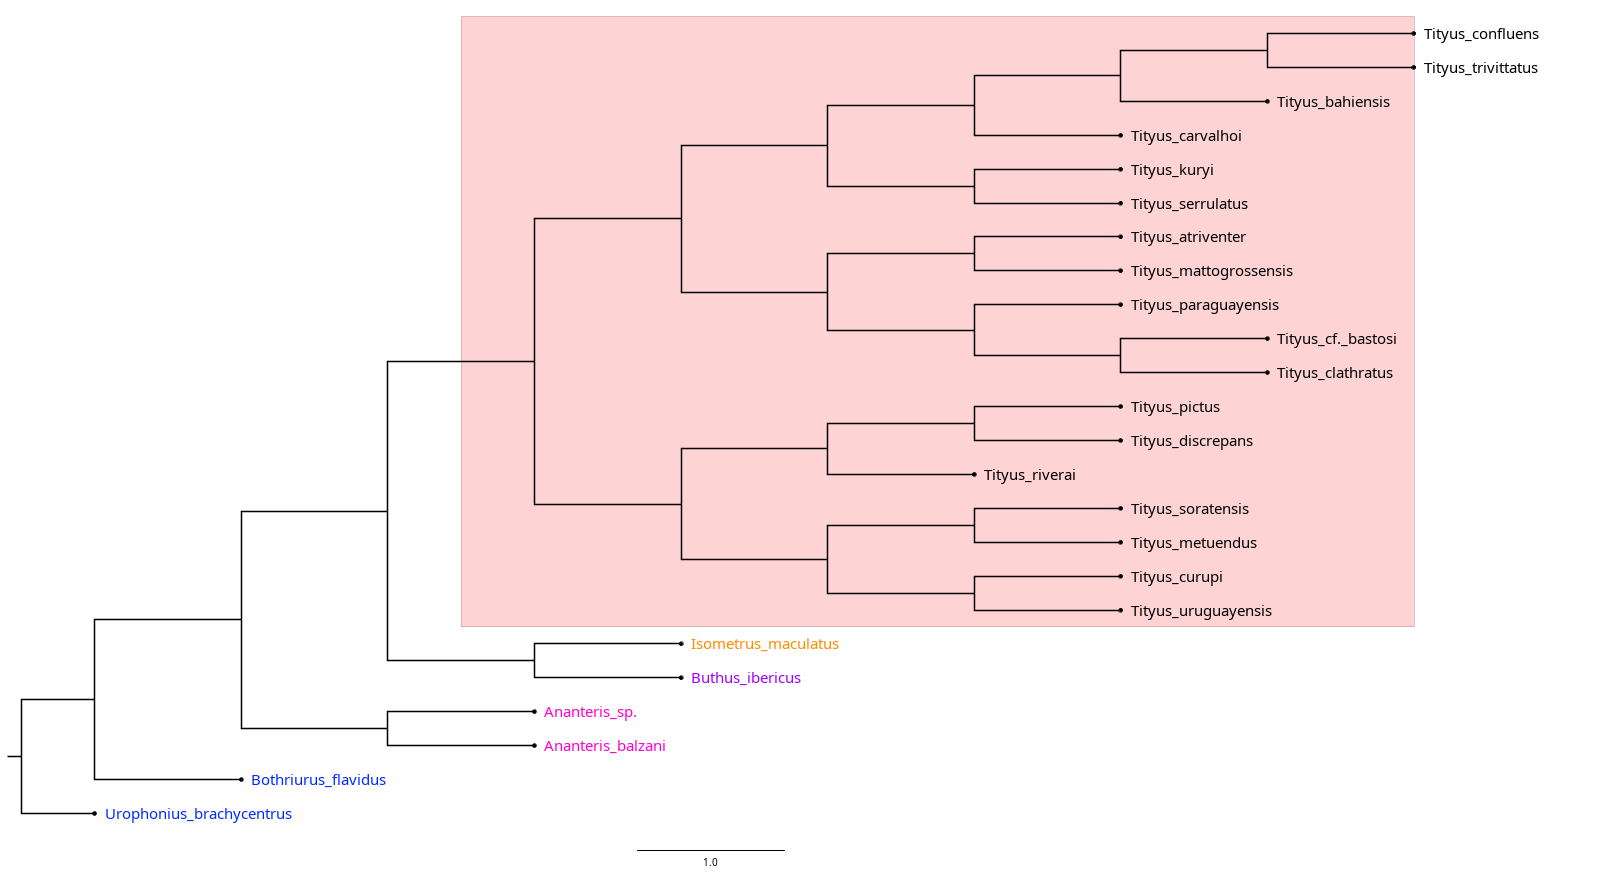 Tityus_confluens
Tityus_trivittatus
Tityus_bahiensis
Tityus_carvalhoi
Tityus_kuryi
Tityus_serrulatus
Tityus_atriventer
Tityus_mattogrossensis
Tityus_paraguayensis
Tityus_cf._bastosi
Tityus_clathratus
Tityus_pictus
Tityus_discrepans
Tityus_riverai
Tityus_soratensis
Tityus_metuendus
Tityus_curupi
Tityus_uruguayensis
Isometrus_maculatus
Buthus_ibericus
Ananteris_sp.
Ananteris_balzani
Bothriurus_flavidus
Urophonius_brachycentrus
1.0